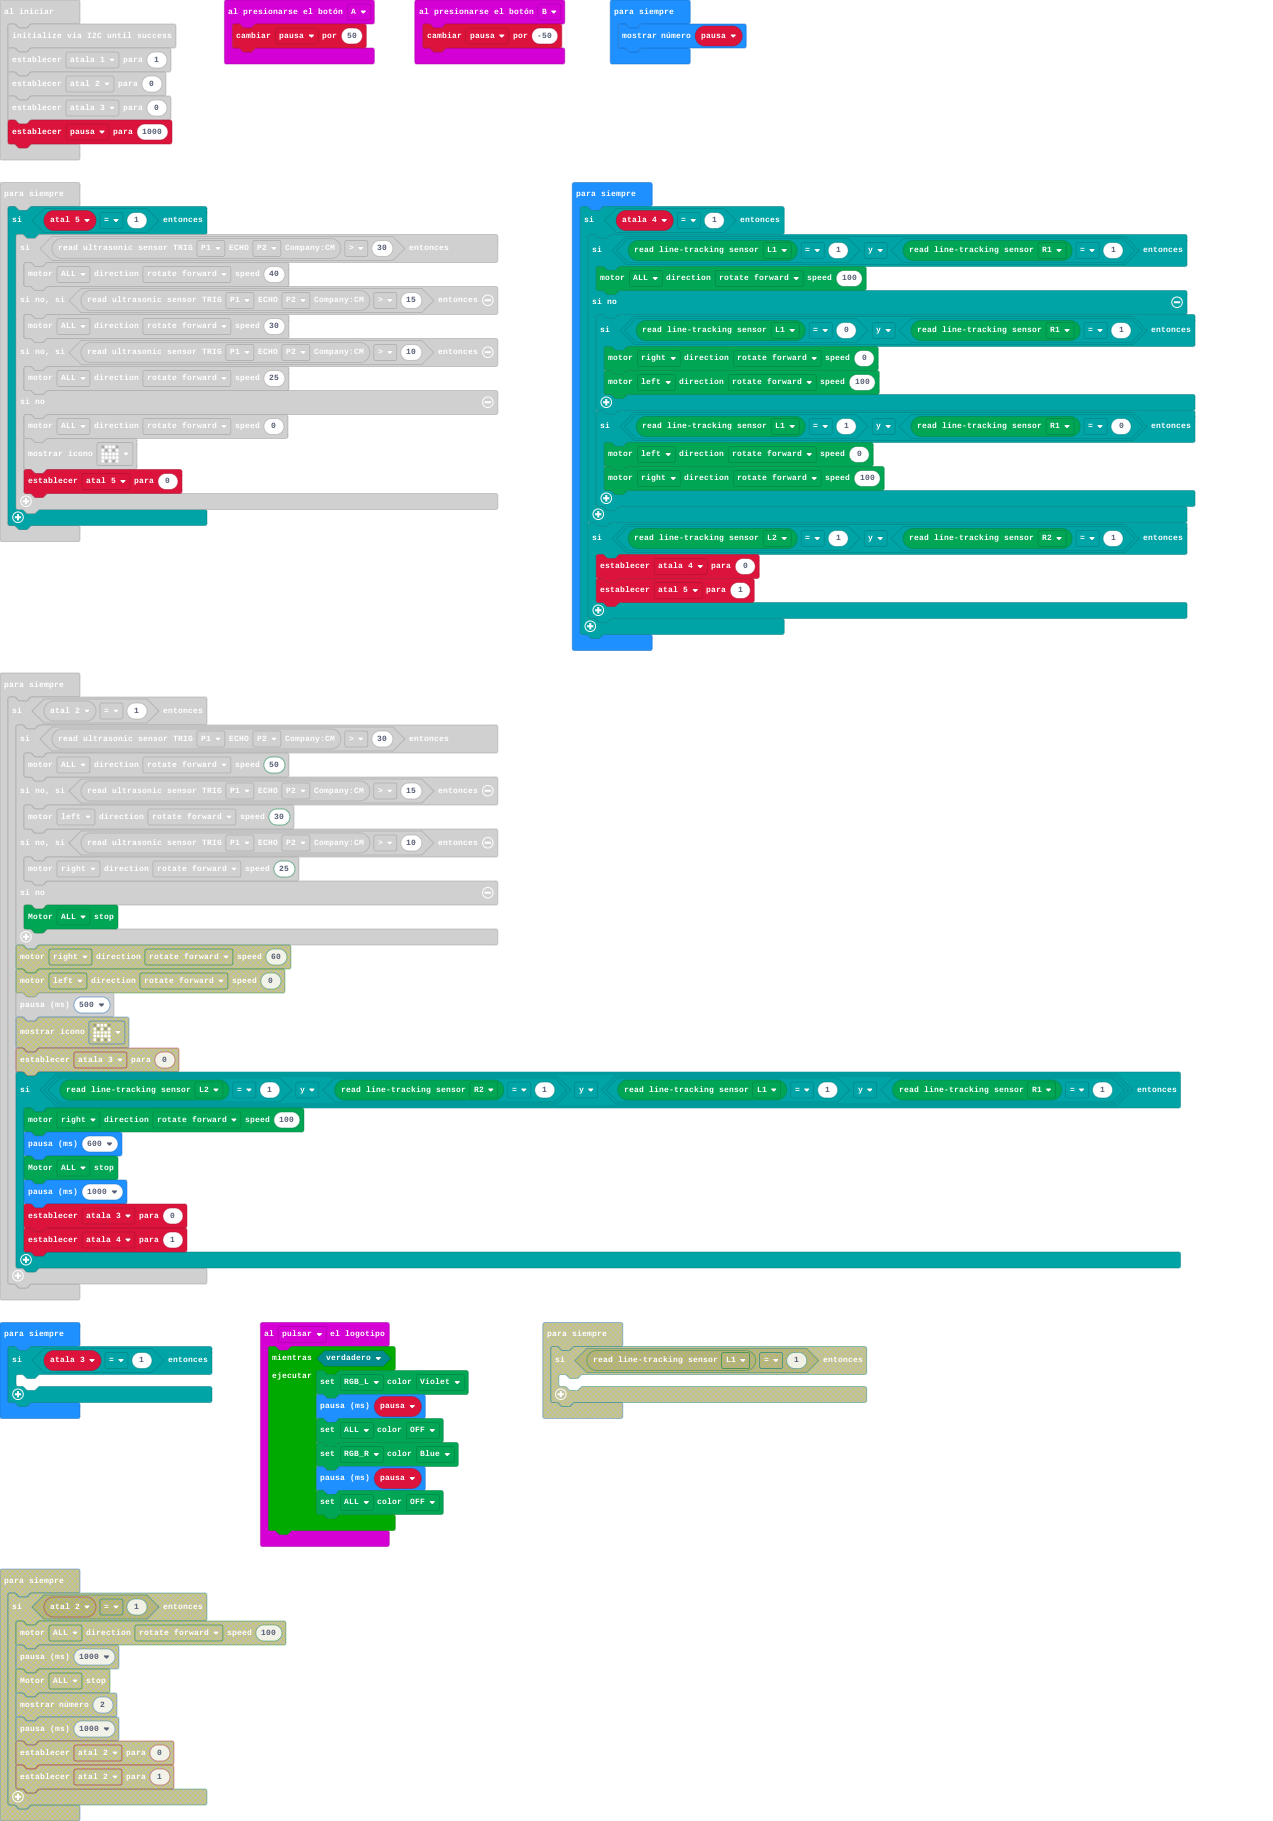 al iniciar
initialize via I2C until success
establecer atala 1 para 1
establecer atal 2 para 0
establecer atala 3 para 0
establecer pausa para 1000
al presionarse el botón A
cambiar pausa por 50
al presionarse el botón B
cambiar pausa por -50
para siempre
mostrar número pausa
para siempre
si atal 5 = 1 entonces
si read ultrasonic sensor TRIG P1 ECHO P2 Company:CM > 30 entonces
motor ALL direction rotate forward speed 40
si no, si read ultrasonic sensor TRIG P1 ECHO P2 Company:CM > 15 entonces
motor ALL direction rotate forward speed 30
si no, si read ultrasonic sensor TRIG P1 ECHO P2 Company:CM > 10 entonces
motor ALL direction rotate forward speed 25
si no
motor ALL direction rotate forward speed 0
mostrar icono
establecer atal 5 para 0
para siempre
si atala 4 = 1 entonces
si read line-tracking sensor L1 = 1 y read line-tracking sensor R1 = 1 entonces
motor ALL direction rotate forward speed 100
si no
si read line-tracking sensor L1 = 0 y read line-tracking sensor R1 = 1 entonces
motor right direction rotate forward speed 0
motor left direction rotate forward speed 100
si read line-tracking sensor L1 = 1 y read line-tracking sensor R1 = 0 entonces
motor left direction rotate forward speed 0
motor right direction rotate forward speed 100
si read line-tracking sensor L2 = 1 y read line-tracking sensor R2 = 1 entonces
establecer atala 4 para 0
establecer atal 5 para 1
para siempre
si atal 2 = 1 entonces
si read ultrasonic sensor TRIG P1 ECHO P2 Company:CM > 30 entonces
motor ALL direction rotate forward speed 50
si no, si read ultrasonic sensor TRIG P1 ECHO P2 Company:CM > 15 entonces
motor left direction rotate forward speed 30
si no, si read ultrasonic sensor TRIG P1 ECHO P2 Company:CM > 10 entonces
motor right direction rotate forward speed 25
si no
Motor ALL stop
motor right direction rotate forward speed 60
motor left direction rotate forward speed 0
pausa (ms) 500
mostrar icono
establecer atala 3 para 0
si read line-tracking sensor L2 = 1 y read line-tracking sensor R2 = 1 y read line-tracking sensor L1 = 1 y read line-tracking sensor R1 = 1 entonces
motor right direction rotate forward speed 100
pausa (ms) 600
Motor ALL stop
pausa (ms) 1000
establecer atala 3 para 0
establecer atala 4 para 1
para siempre
si atala 3 = 1 entonces
al pulsar el logotipo
mientras verdadero
ejecutar
set RGB_L color Violet
pausa (ms) pausa
set ALL color OFF
set RGB_R color Blue
pausa (ms) pausa
set ALL color OFF
para siempre
si read line-tracking sensor L1 = 1 entonces
para siempre
si atal 2 = 1 entonces
motor ALL direction rotate forward speed 100
pausa (ms) 1000
Motor ALL stop
mostrar número 2
pausa (ms) 1000
establecer atal 2 para 0
establecer atal 2 para 1